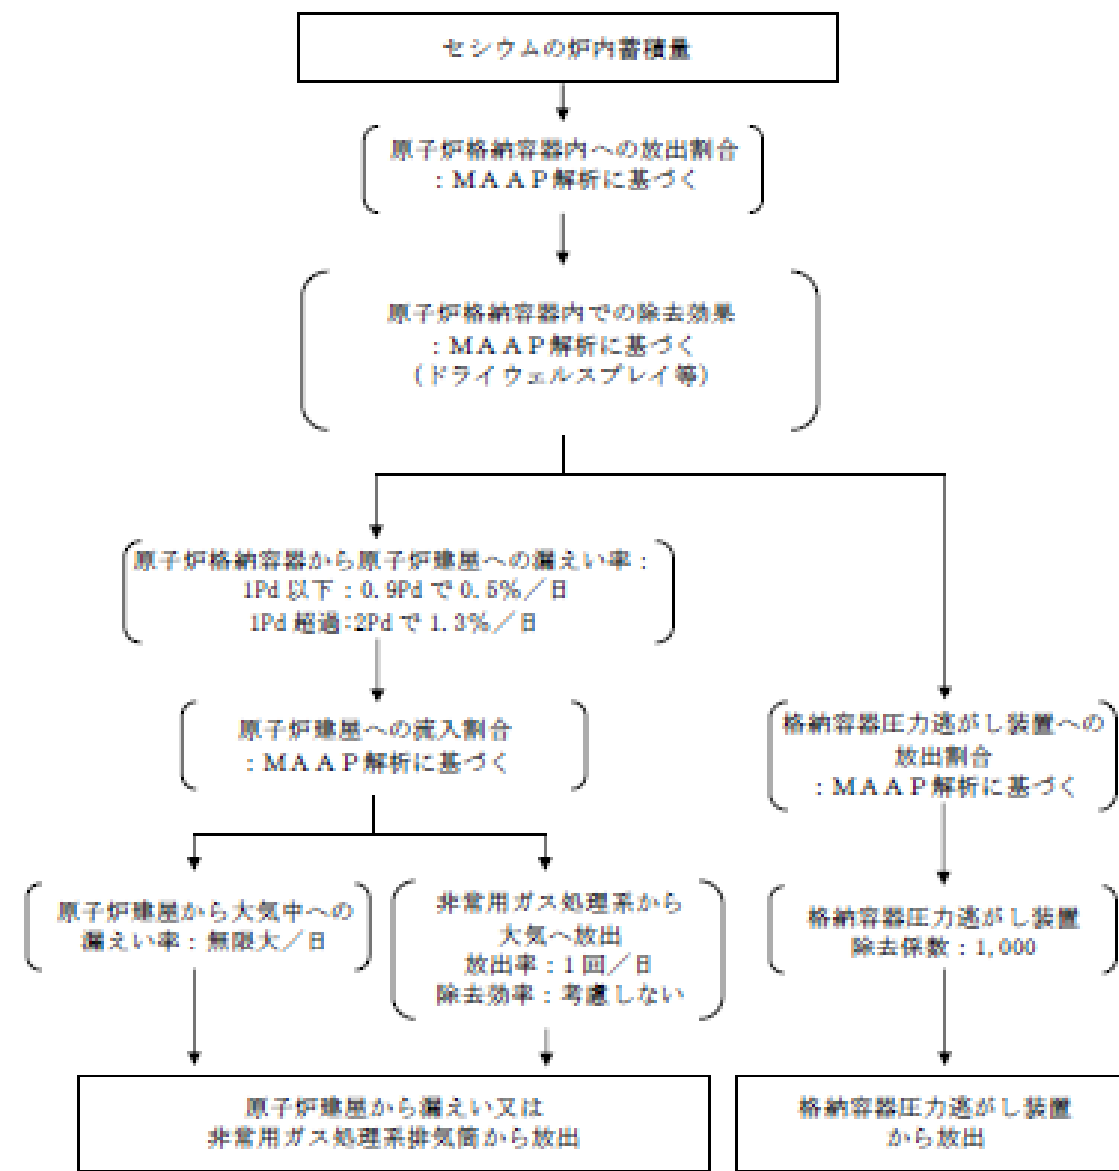 セシウムの炉内蓄積量
原子炉格納容器内への放出割合
：ＭＡＡＰ解析に基づく
原子炉格納容器内での除去効果
：ＭＡＡＰ解析に基づく
（ドライウェルスプレイ等）
原子炉格納容器から原子炉建屋への漏えい率：
1Pd 以下：0.9Pd で 0.5%／日
1Pd 超過：2Pd で 1.3%／日
原子炉建屋への流入割合
：ＭＡＡＰ解析に基づく
格納容器圧力逃がし装置への
放出割合
：ＭＡＡＰ解析に基づく
原子炉建屋から大気中への
漏えい率：無限大／日
非常用ガス処理系から
大気へ放出
放出率：1 回／日
除去効率：考慮しない
格納容器圧力逃がし装置
除去係数：1,000
原子炉建屋から漏えい又は
非常用ガス処理系排気筒から放出
格納容器圧力逃がし装置
から放出